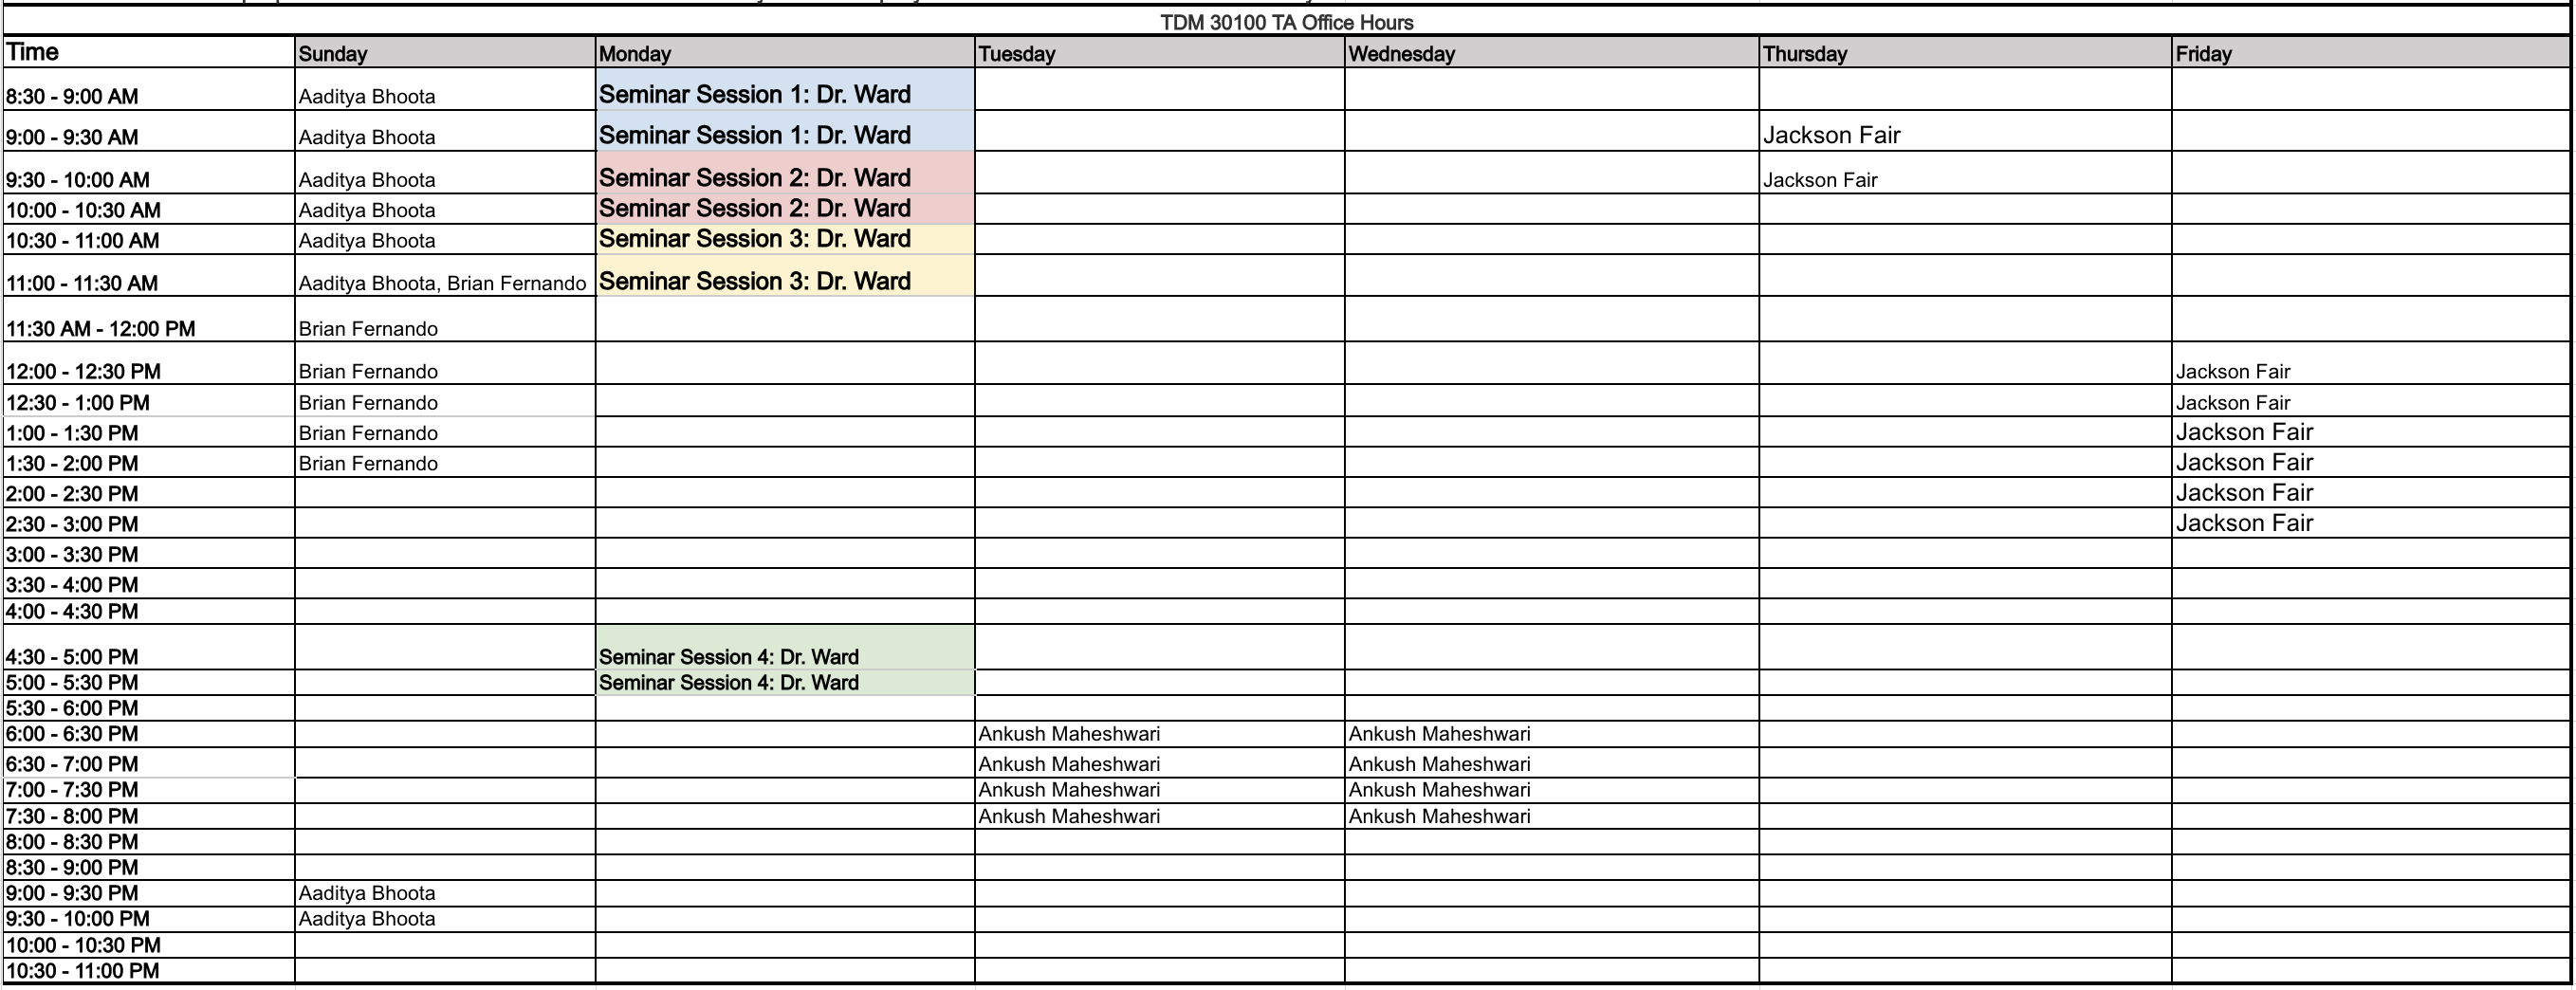 TDM 30100 TA Office Hours
Time Sunday Monday Tuesday Wednesday Thursday Friday
8:30 - 9:00 AM Aaditya Bhoota Seminar Session 1: Dr. Ward
9:00 - 9:30 AM Aaditya Bhoota Seminar Session 1: Dr. Ward Jackson Fair
9:30 - 10:00 AM Aaditya Bhoota Seminar Session 2: Dr. Ward Jackson Fair
10:00 - 10:30 AM Aaditya Bhoota Seminar Session 2: Dr. Ward
10:30 - 11:00 AM Aaditya Bhoota Seminar Session 3: Dr. Ward
11:00 - 11:30 AM Aaditya Bhoota, Brian Fernando Seminar Session 3: Dr. Ward
11:30 AM - 12:00 PM Brian Fernando
12:00 - 12:30 PM Brian Fernando Jackson Fair
12:30 - 1:00 PM Brian Fernando Jackson Fair
1:00 - 1:30 PM Brian Fernando Jackson Fair
1:30 - 2:00 PM Brian Fernando Jackson Fair
2:00 - 2:30 PM Jackson Fair
2:30 - 3:00 PM Jackson Fair
3:00 - 3:30 PM
3:30 - 4:00 PM
4:00 - 4:30 PM
4:30 - 5:00 PM Seminar Session 4: Dr. Ward
5:00 - 5:30 PM Seminar Session 4: Dr. Ward
5:30 - 6:00 PM
6:00 - 6:30 PM Ankush Maheshwari Ankush Maheshwari
6:30 - 7:00 PM Ankush Maheshwari Ankush Maheshwari
7:00 - 7:30 PM Ankush Maheshwari Ankush Maheshwari
7:30 - 8:00 PM Ankush Maheshwari Ankush Maheshwari
8:00 - 8:30 PM
8:30 - 9:00 PM
9:00 - 9:30 PM Aaditya Bhoota
9:30 - 10:00 PM Aaditya Bhoota
10:00 - 10:30 PM
10:30 - 11:00 PM